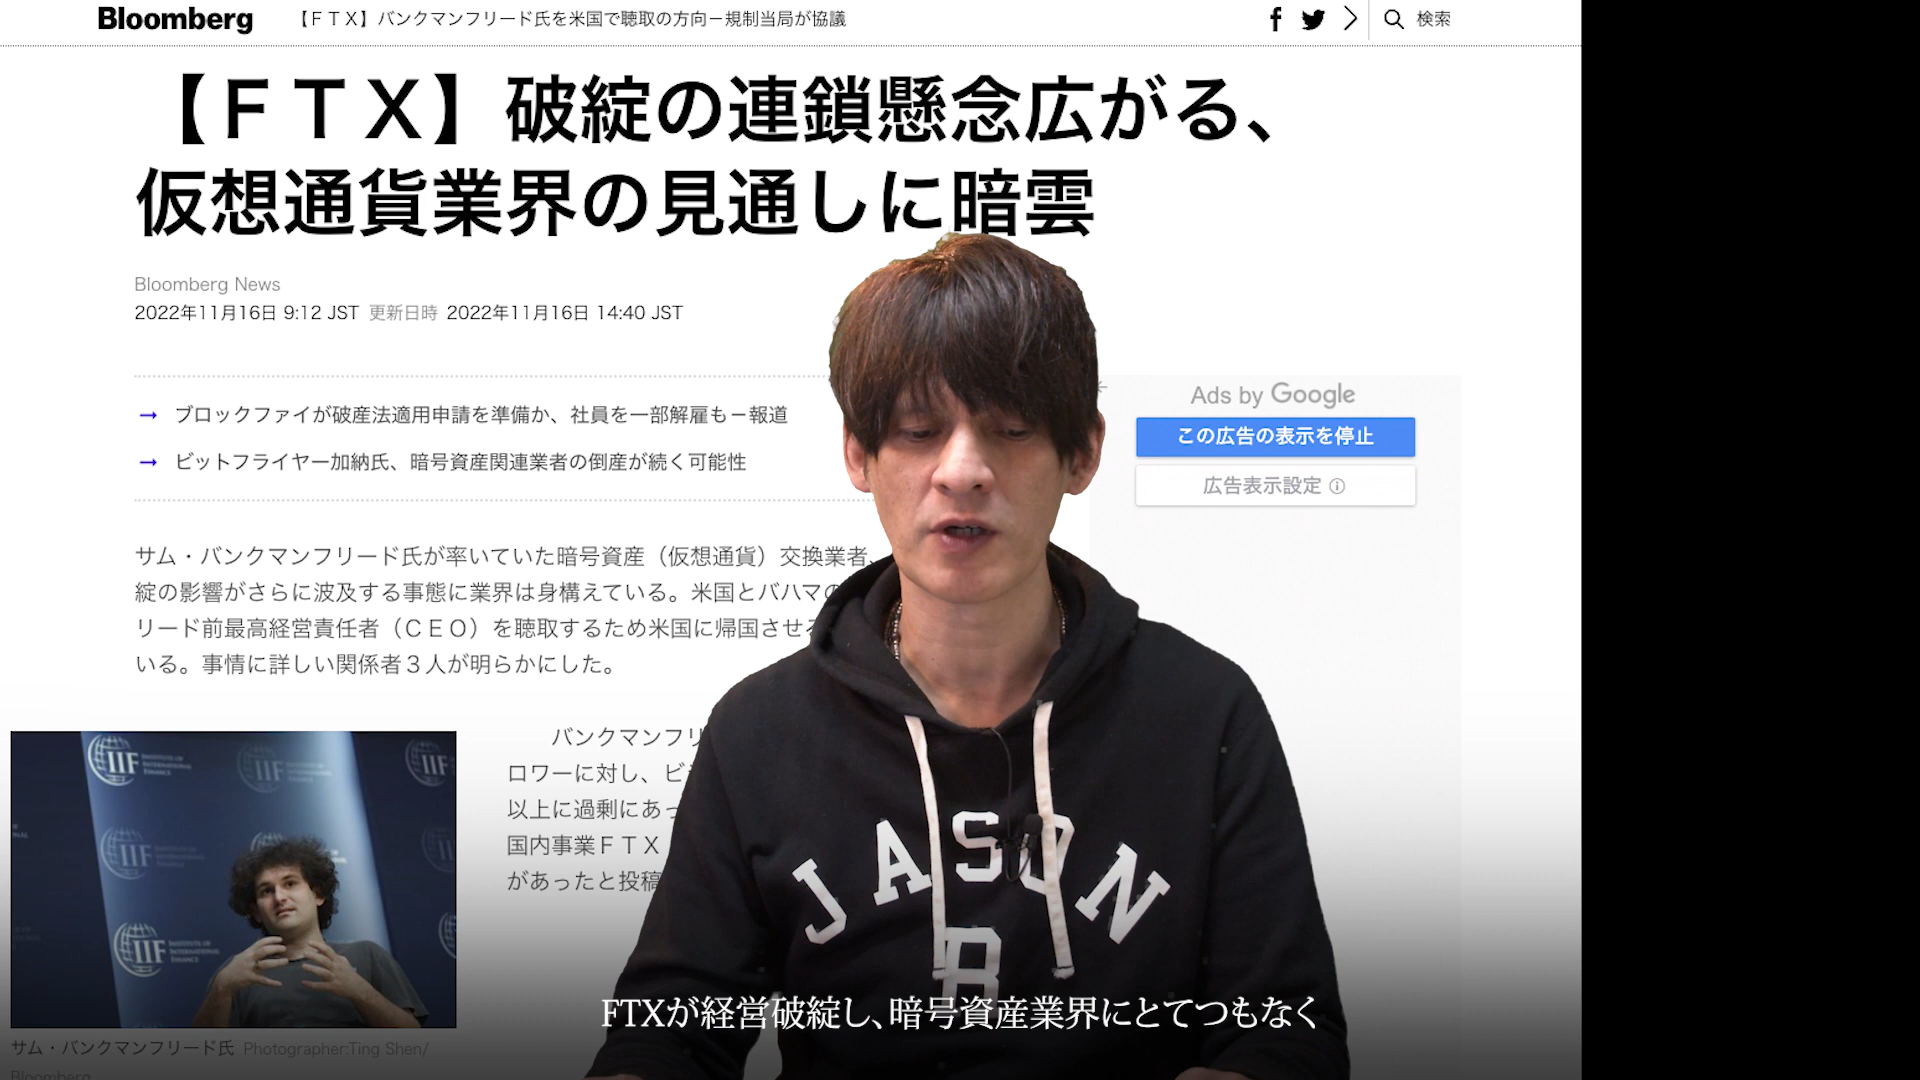 Bloomberg
【ＦＴＸ】バンクマンフリード氏を米国で聴取の方向－規制当局が協議
検索
【ＦＴＸ】破綻の連鎖懸念広がる、
仮想通貨業界の見通しに暗雲
Bloomberg News
2022年11月16日 9:12 JST 更新日時 2022年11月16日 14:40 JST
→ ブロックファイが破産法適用申請を準備か、社員を一部解雇も－報道
→ ビットフライヤー加納氏、暗号資産関連業者の倒産が続く可能性
Ads by Google
この広告の表示を停止
広告表示設定
サム・バンクマンフリード氏が率いていた暗号資産（仮想通貨）交換業者、
綻の影響がさらに波及する事態に業界は身構えている。米国とバハマの
リード前最高経営責任者（ＣＥＯ）を聴取するため米国に帰国させ
いる。事情に詳しい関係者３人が明らかにした。
バンクマンフリ
ロワーに対し、ビ
以上に過剰にあっ
国内事業ＦＴＸ
があったと投稿
IIF INSTITUTE OF INTERNATIONAL FINANCE
IIF
IIF
IIF
IIF INSTITUTE OF INTERNATIONAL FINANCE
JASON
B
FTXが経営破綻し、暗号資産業界にとてつもなく
サム・バンクマンフリード氏 Photographer:Ting Shen/
Bloomberg